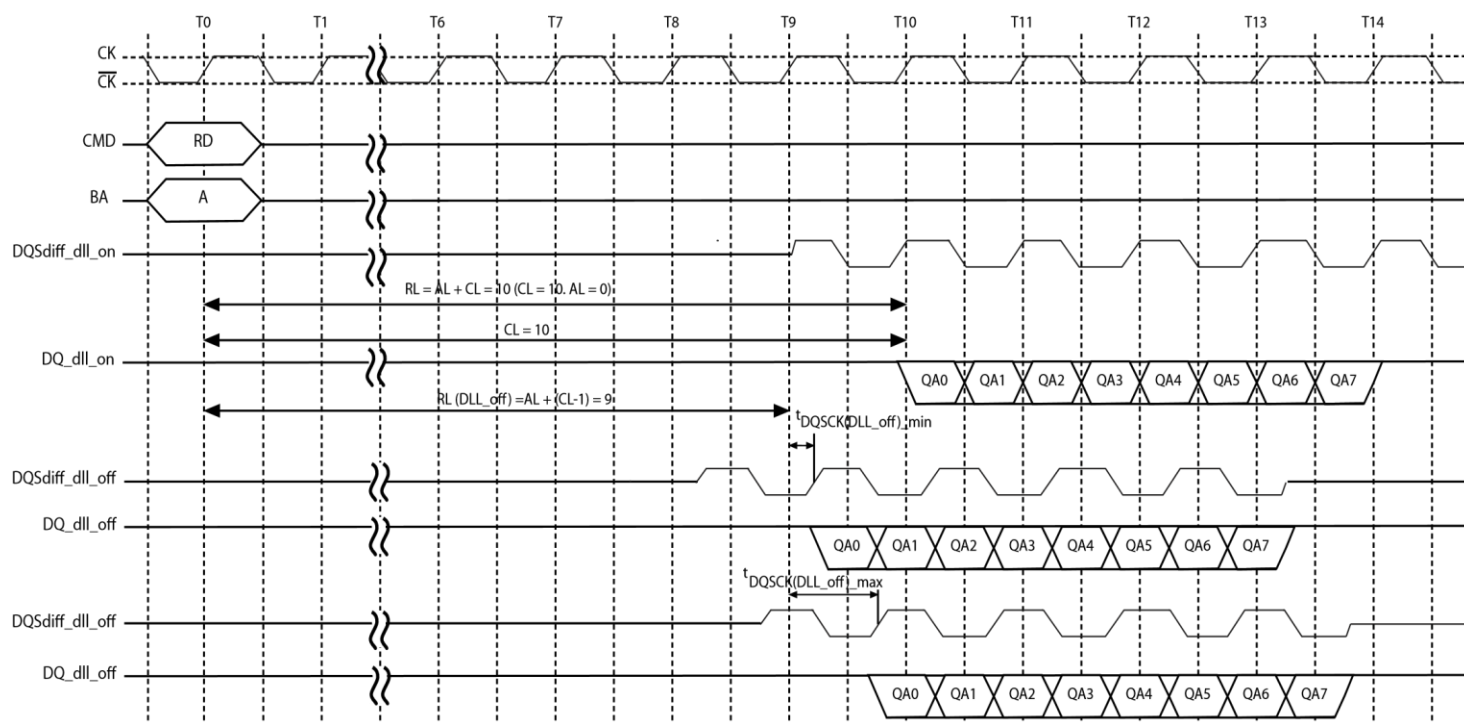 T0 T1 T6 T7 T8 T9 T10 T11 T12 T13 T14
CK
CK
CMD RD
BA A
DQSdiff_dll_on
RL = AL + CL = 10 (CL = 10. AL = 0)
CL = 10
DQ_dll_on
QA0 QA1 QA2 QA3 QA4 QA5 QA6 QA7
RL (DLL_off) =AL + (CL-1) = 9
tDQSCK(DLL_off)_min
DQSdiff_dll_off
DQ_dll_off
QA0 QA1 QA2 QA3 QA4 QA5 QA6 QA7
tDQSCK(DLL_off)_max
DQSdiff_dll_off
DQ_dll_off
QA0 QA1 QA2 QA3 QA4 QA5 QA6 QA7